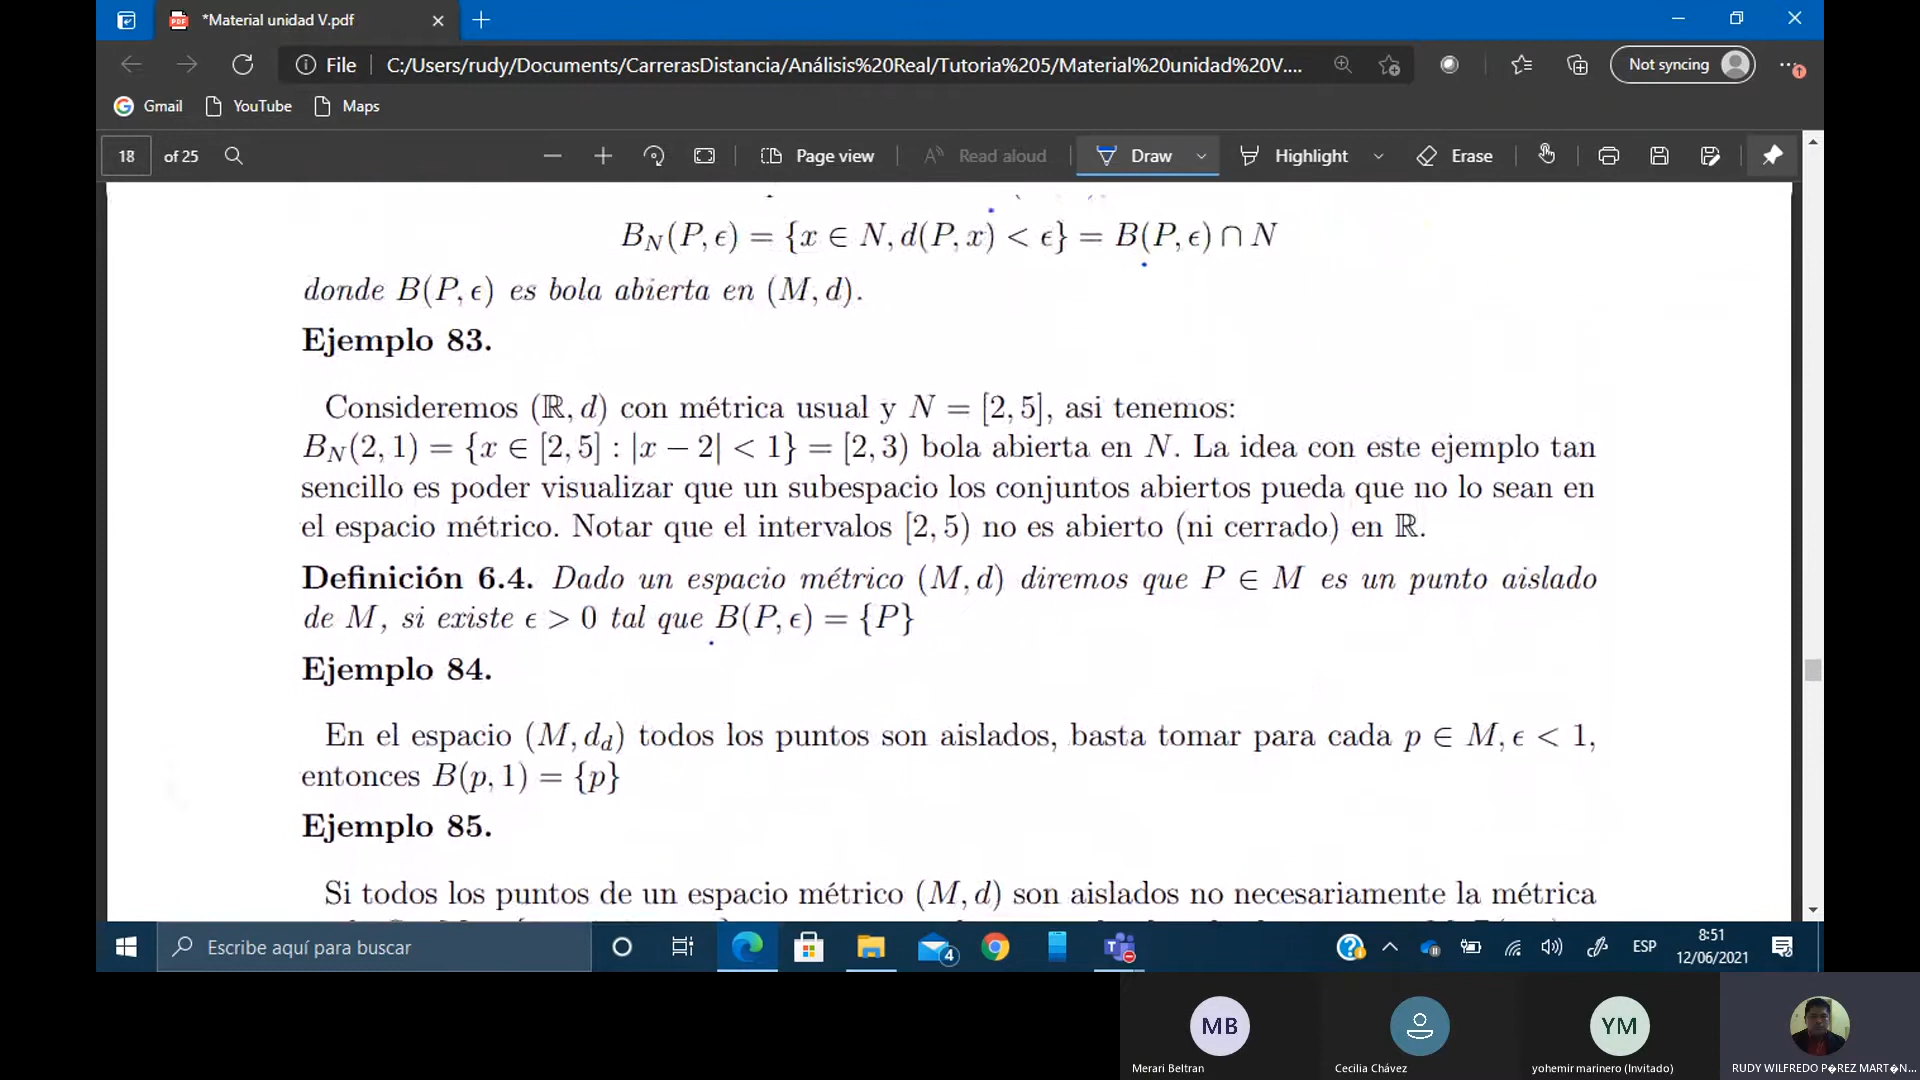 *Material unidad V.pdf
File C:/Users/rudy/Documents/CarrerasDistancia/Análisis%20Real/Tutoria%205/Material%20unidad%20V.... Not syncing
Gmail YouTube Maps
18 of 25 Page view Read aloud Draw Highlight Erase
B_N(P, ϵ) = {x ∈ N, d(P, x) < ϵ} = B(P, ϵ) ∩ N
donde B(P, ϵ) es bola abierta en (M, d).
Ejemplo 83.
Consideremos (ℝ, d) con métrica usual y N = [2, 5], asi tenemos:
B_N(2, 1) = {x ∈ [2, 5] : |x − 2| < 1} = [2, 3) bola abierta en N. La idea con este ejemplo tan
sencillo es poder visualizar que un subespacio los conjuntos abiertos pueda que no lo sean en
el espacio métrico. Notar que el intervalos [2, 5) no es abierto (ni cerrado) en ℝ.
Definición 6.4. Dado un espacio métrico (M, d) diremos que P ∈ M es un punto aislado
de M, si existe ϵ > 0 tal que B(P, ϵ) = {P}
Ejemplo 84.
En el espacio (M, d_d) todos los puntos son aislados, basta tomar para cada p ∈ M, ϵ < 1,
entonces B(p, 1) = {p}
Ejemplo 85.
Si todos los puntos de un espacio métrico (M, d) son aislados no necesariamente la métrica
Escribe aquí para buscar 4 ESP 8:51
12/06/2021
MB YM
Merari Beltran Cecilia Chávez yohemir marinero (Invitado) RUDY WILFREDO P�REZ MART�N...